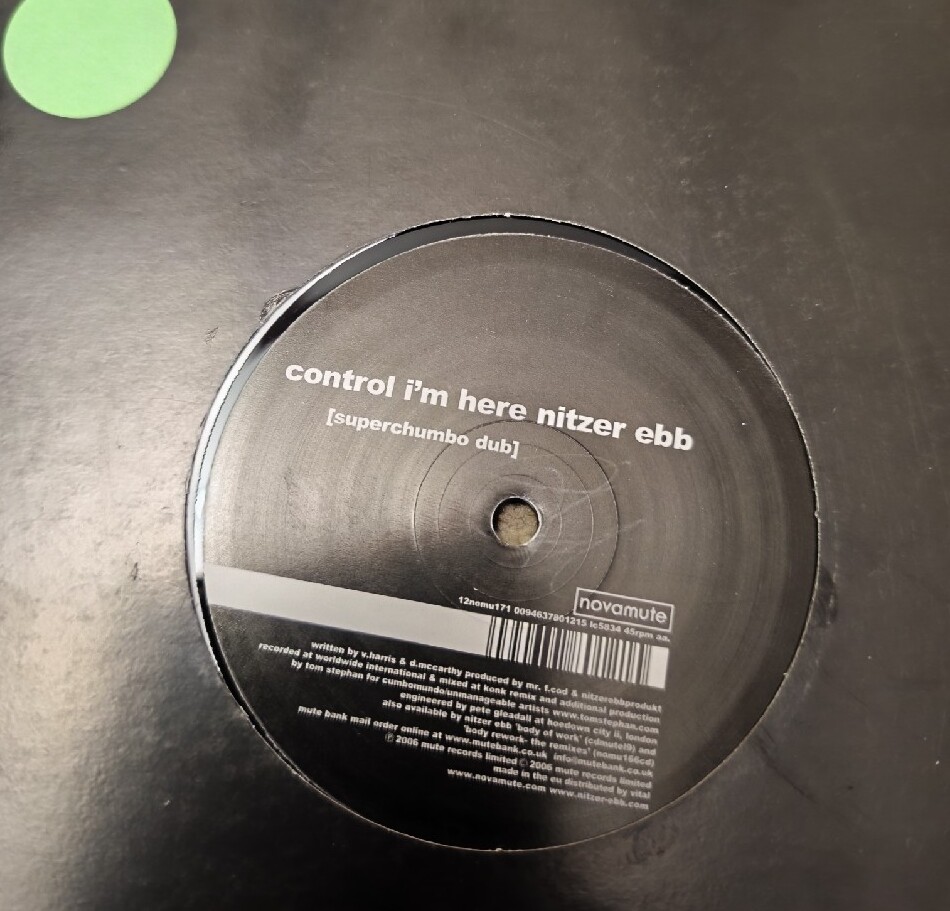 control i'm here nitzer ebb
[superchumbo dub]
novamute
12nomu171 0094637801215 lc5834 45rpm aa.
written by v.harris & d.mccarthy produced by mr. f.cod & nitzerebbprodukt
recorded at worldwide international & mixed at konk remix and additional production
by tom stephan for cumbomundo/unmanageable artists www.tomstephan.com
engineered by pete gleadall at hoedown city ii, london
also available by nitzer ebb 'body of work' (cdmutel9) and
'body rework- the remixes' (nomu166cd)
mute bank mail order online at www.mutebank.co.uk info@mutebank.co.uk
℗ 2006 mute records limited © 2006 mute records limited
made in the eu distributed by vital
www.novamute.com www.nitzer-ebb.com